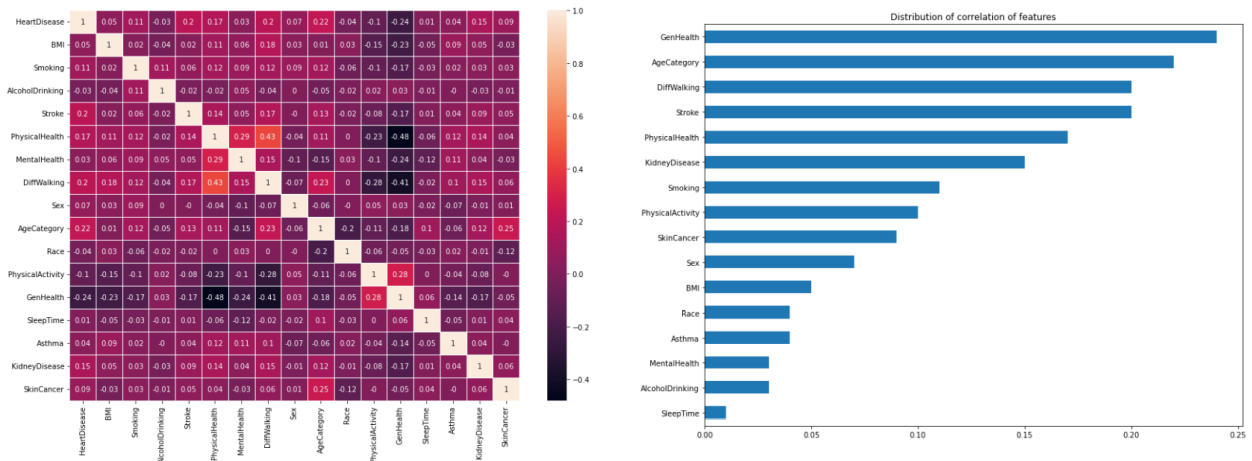 HeartDisease 1 0.05 0.11 -0.03 0.2 0.17 0.03 0.2 0.07 0.22 -0.04 -0.1 -0.24 0.01 0.04 0.15 0.09
BMI 0.05 1 0.02 -0.04 0.02 0.11 0.06 0.18 0.03 0.01 0.03 -0.15 -0.23 -0.05 0.09 0.05 -0.03
Smoking 0.11 0.02 1 0.11 0.06 0.12 0.09 0.12 0.09 0.12 -0.06 -0.1 -0.17 -0.03 0.02 0.03 0.03
AlcoholDrinking -0.03 -0.04 0.11 1 -0.02 -0.02 0.05 -0.04 0 -0.05 -0.02 0.02 0.03 0.01 -0 -0.03 -0.01
Stroke 0.2 0.02 0.06 -0.02 1 0.14 0.05 0.17 -0 0.13 -0.02 -0.08 -0.17 0.01 0.04 0.09 0.05
PhysicalHealth 0.17 0.11 0.12 -0.02 0.14 1 0.29 0.43 -0.04 0.11 0 -0.23 -0.48 -0.06 0.12 0.14 0.04
MentalHealth 0.03 0.06 0.09 0.05 0.05 0.29 1 0.15 -0.1 -0.15 0.03 -0.1 -0.24 -0.12 0.11 0.04 -0.03
DiffWalking 0.2 0.18 0.12 -0.04 0.17 0.43 0.15 1 -0.07 0.23 0 -0.28 -0.41 -0.02 0.1 0.15 0.06
Sex 0.07 0.03 0.09 0 -0 -0.04 -0.1 -0.07 1 -0.06 -0 0.05 0.03 -0.02 -0.07 -0.01 0.01
AgeCategory 0.22 0.01 0.12 -0.05 0.13 0.11 -0.15 0.23 -0.06 1 -0.2 -0.11 -0.18 0.1 -0.06 0.12 0.25
Race -0.04 0.03 -0.06 -0.02 -0.02 0 0.03 0 -0 -0.2 1 -0.06 -0.05 -0.03 0.02 -0.01 -0.12
PhysicalActivity -0.1 -0.15 -0.1 0.02 -0.08 -0.23 -0.1 -0.28 0.05 -0.11 -0.06 1 0.28 0 -0.04 -0.08 -0
GenHealth -0.24 -0.23 -0.17 0.03 -0.17 -0.48 -0.24 -0.41 0.03 -0.18 -0.05 0.28 1 0.06 -0.14 -0.17 -0.05
SleepTime 0.01 -0.05 -0.03 0.01 0.01 -0.06 -0.12 -0.02 -0.02 0.1 -0.03 0 0.06 1 -0.05 0.01 0.04
Asthma 0.04 0.09 0.02 -0 0.04 0.12 0.11 0.1 -0.07 -0.06 0.02 -0.04 -0.14 -0.05 1 0.04 -0
KidneyDisease 0.15 0.05 0.03 -0.03 0.09 0.14 0.04 0.15 -0.01 0.12 -0.01 -0.08 -0.17 0.01 0.04 1 0.06
SkinCancer 0.09 -0.03 0.03 -0.01 0.05 0.04 -0.03 0.06 0.01 0.25 -0.12 -0 -0.05 0.04 -0 0.06 1
HeartDisease
BMI
Smoking
AlcoholDrinking
Stroke
PhysicalHealth
MentalHealth
DiffWalking
Sex
AgeCategory
Race
PhysicalActivity
GenHealth
SleepTime
Asthma
KidneyDisease
SkinCancer
1.0
0.8
0.6
0.4
0.2
0.0
-0.2
-0.4
Distribution of correlation of features
GenHealth
AgeCategory
DiffWalking
Stroke
PhysicalHealth
KidneyDisease
Smoking
PhysicalActivity
SkinCancer
Sex
BMI
Race
Asthma
MentalHealth
AlcoholDrinking
SleepTime
0.00 0.05 0.10 0.15 0.20 0.25